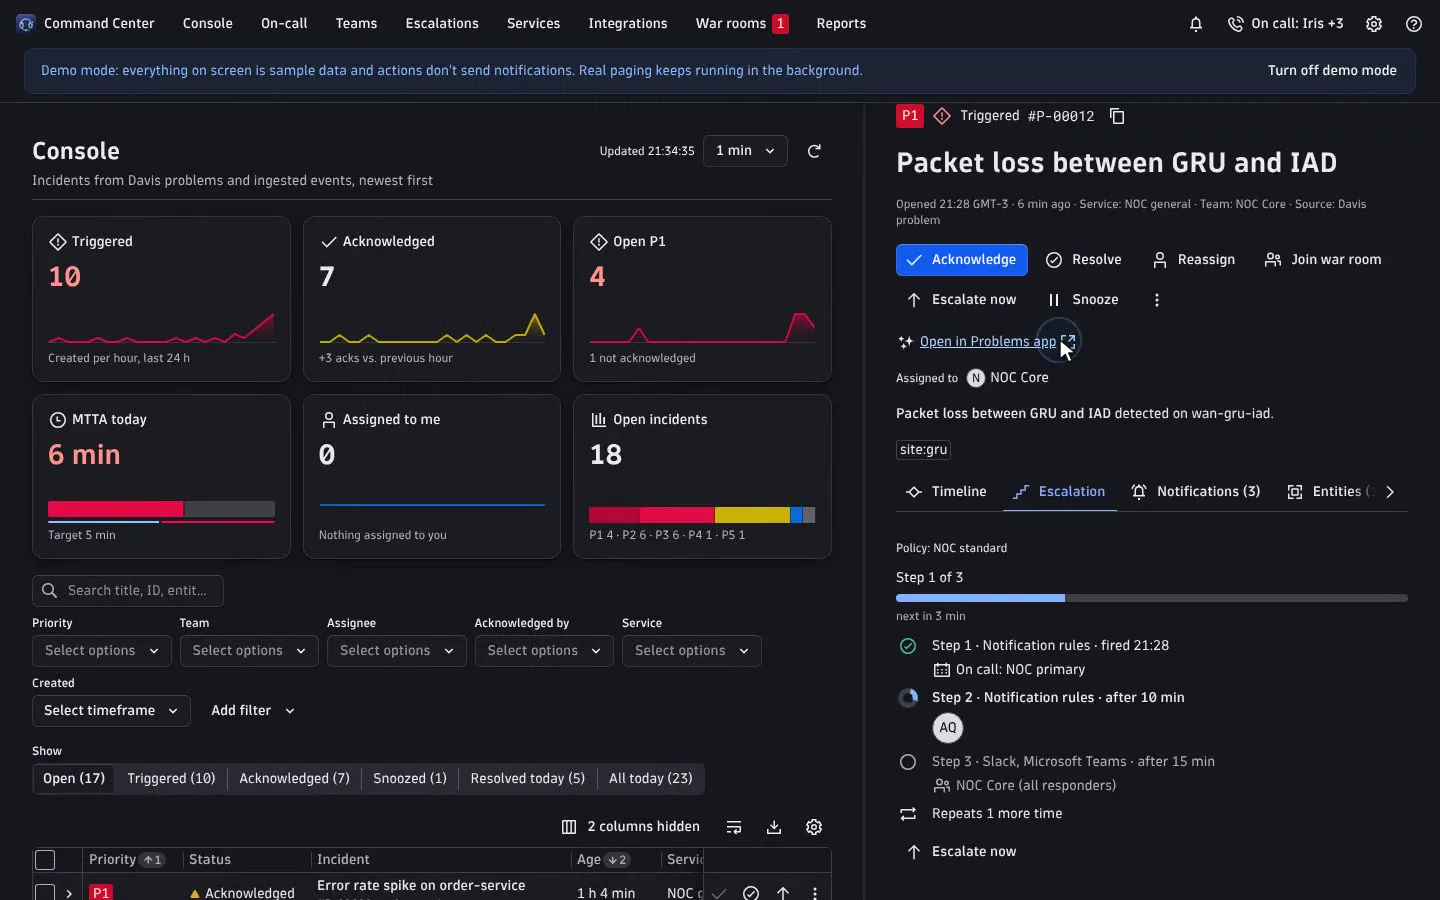 Command Center Console On-call Teams Escalations Services Integrations War rooms 1 Reports On call: Iris +3
Demo mode: everything on screen is sample data and actions don't send notifications. Real paging keeps running in the background. Turn off demo mode
Console
Updated 21:34:35 1 min
Incidents from Davis problems and ingested events, newest first
Triggered
10
Created per hour, last 24 h
Acknowledged
7
+3 acks vs. previous hour
Open P1
4
1 not acknowledged
MTTA today
6 min
Target 5 min
Assigned to me
0
Nothing assigned to you
Open incidents
18
P1 4 · P2 6 · P3 6 · P4 1 · P5 1
Search title, ID, entit...
Priority Team Assignee Acknowledged by Service
Select options Select options Select options Select options Select options
Created
Select timeframe Add filter
Show
Open (17) Triggered (10) Acknowledged (7) Snoozed (1) Resolved today (5) All today (23)
2 columns hidden
Priority 1 Status Incident Age 2
P1 Acknowledged Error rate spike on order-service 1 h 4 min NOC
P1 Triggered #P-00012
Packet loss between GRU and IAD
Opened 21:28 GMT-3 · 6 min ago · Service: NOC general · Team: NOC Core · Source: Davis
problem
Acknowledge Resolve Reassign Join war room
Escalate now Snooze
Open in Problems app
Assigned to N NOC Core
Packet loss between GRU and IAD detected on wan-gru-iad.
site:gru
Timeline Escalation Notifications (3) Entities
Policy: NOC standard
Step 1 of 3
next in 3 min
Step 1 · Notification rules · fired 21:28
On call: NOC primary
Step 2 · Notification rules · after 10 min
AQ
Step 3 · Slack, Microsoft Teams · after 15 min
NOC Core (all responders)
Repeats 1 more time
Escalate now